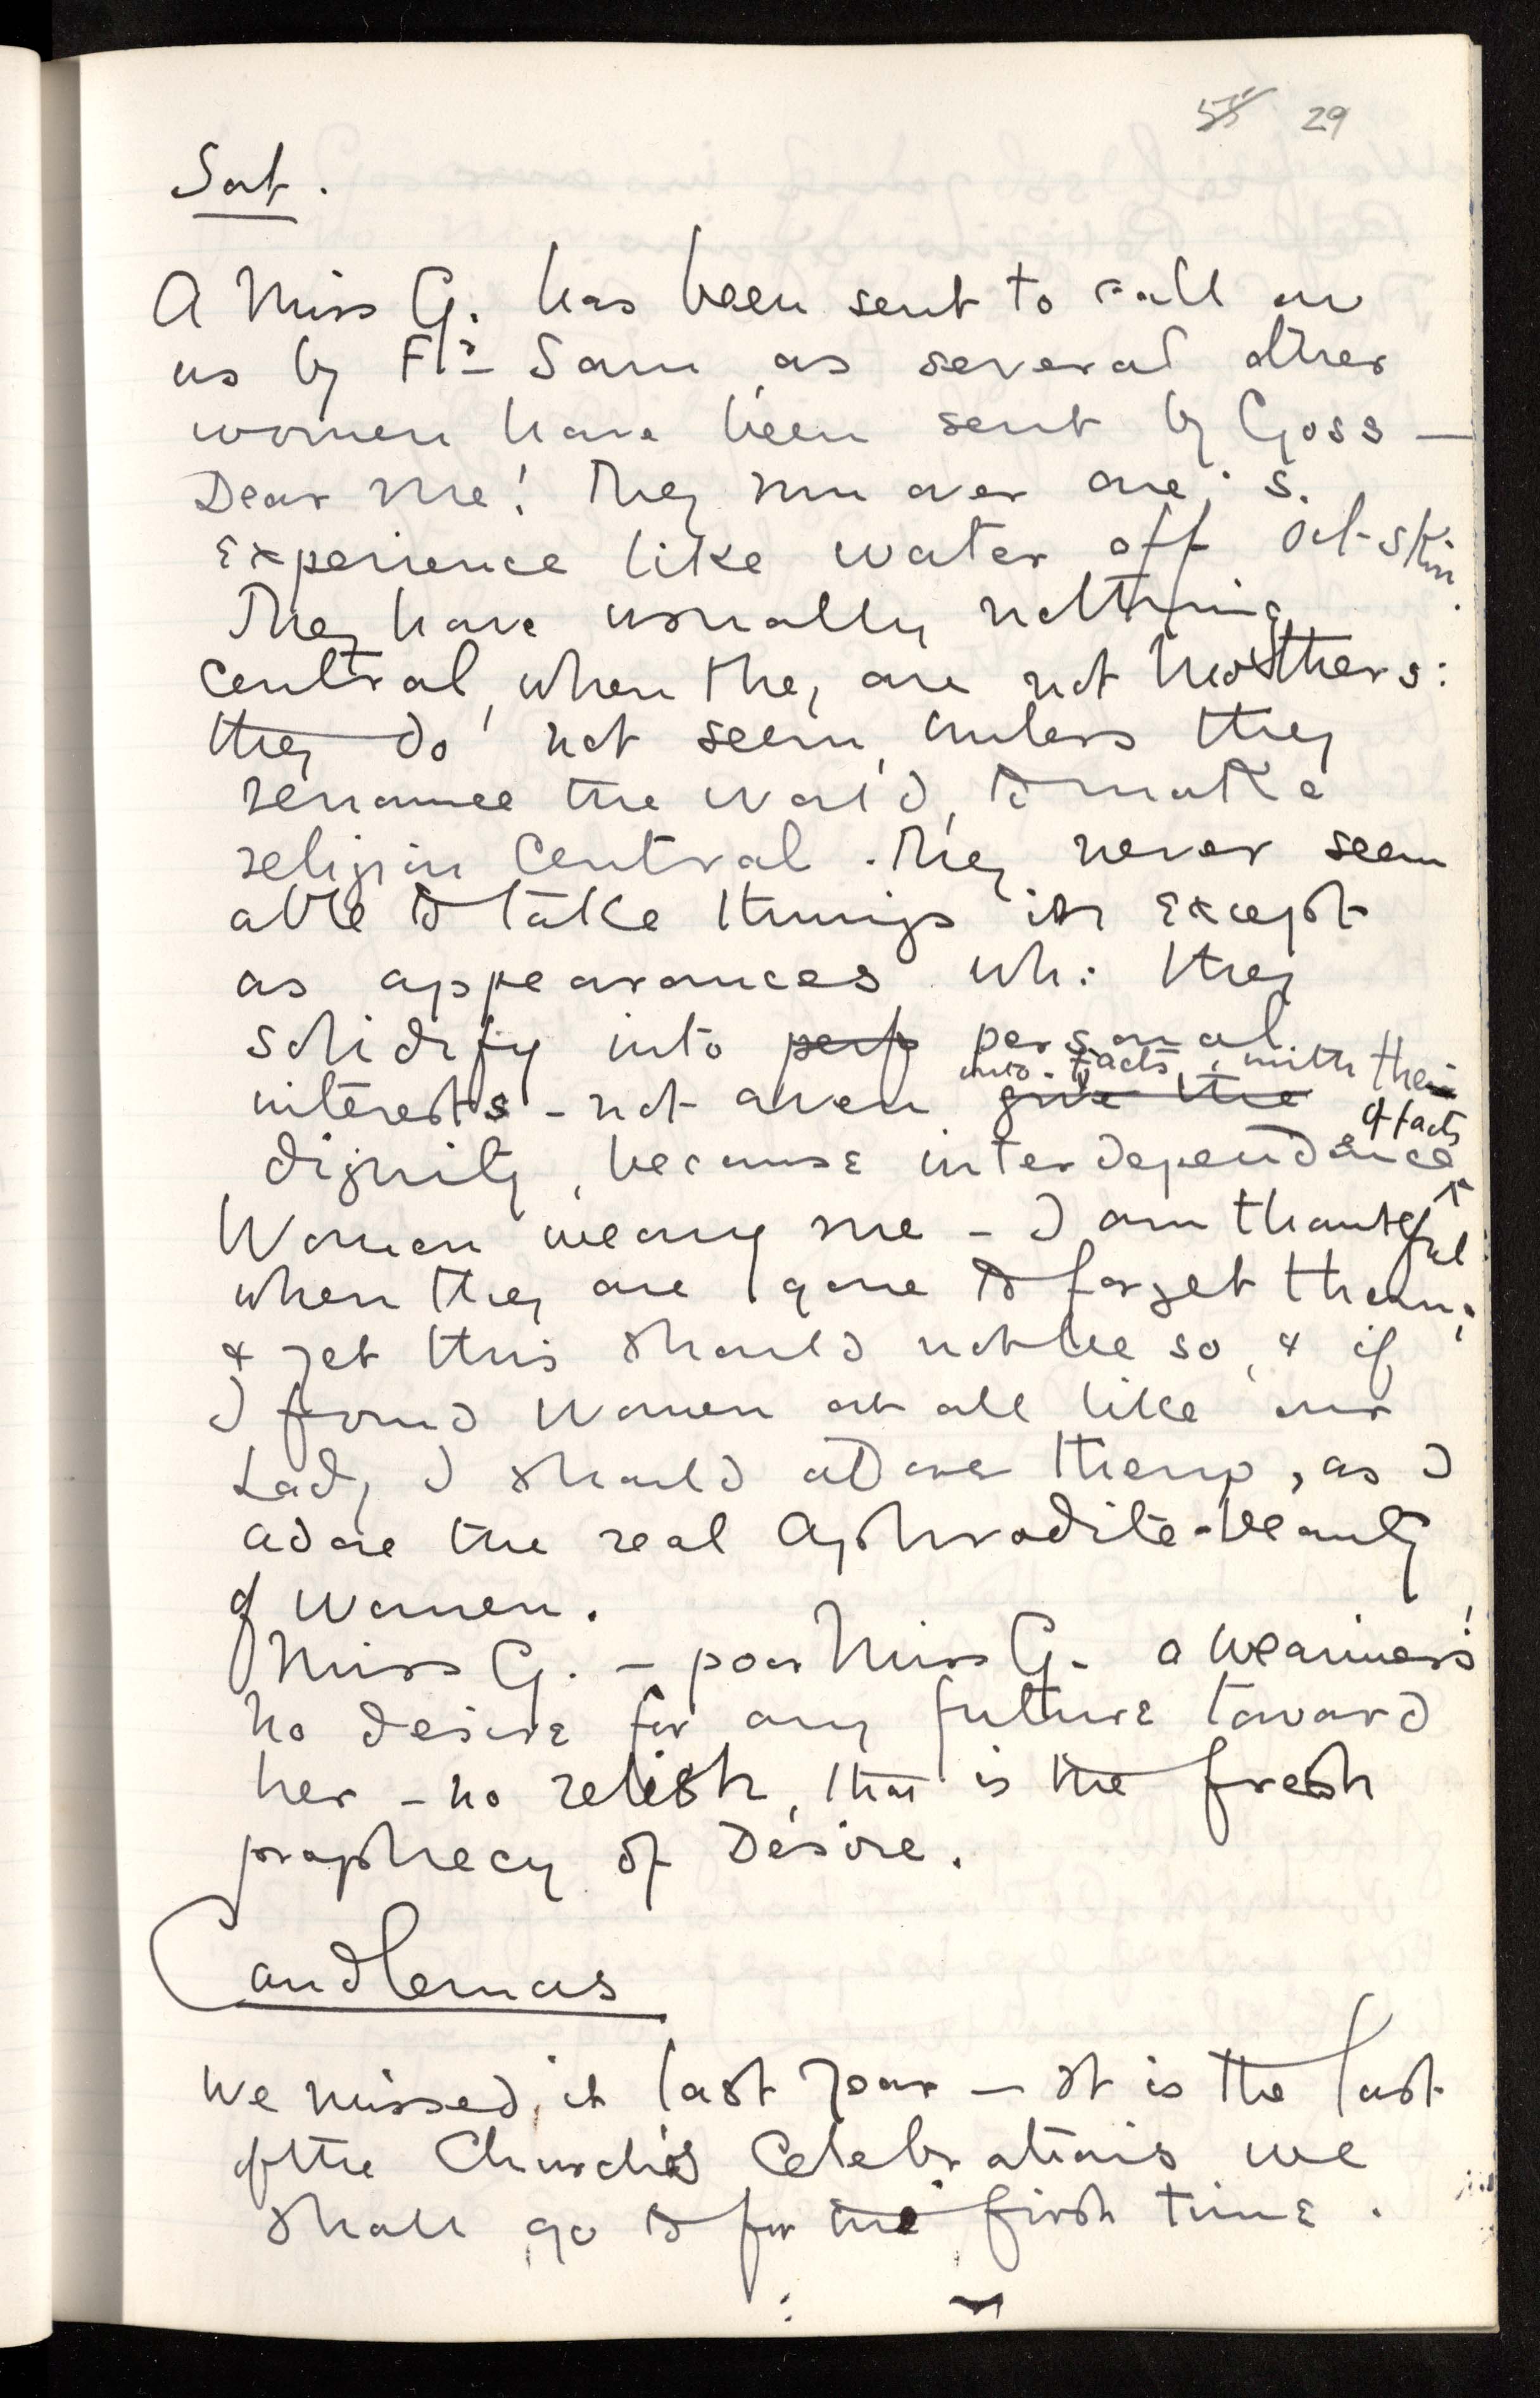 55 29
Sat.
A Miss G. has been sent to call on
us by Fr Sam, as several other
women have been sent by Goss —
Dear me! They run over one's
experience like water off oil-skin.
They have usually nothing
central, when they are not mothers:
they do not seem, unless they
renounce the world, to make
religion central. They never seem
able to take things in except
as appearances wh: they
solidify into perp personal
into facts, with their
interests - not even give the
of facts
dignity, because interdependence
Women weary me - I am thankful
when they are gone to forget them;
& yet this should not be so, & if
I found women at all like our
Lady I should adore them, as I
adore the real Aphrodite-beauty
of women.
Miss G. - poor Miss G. a weariness!
No desire for any future toward
her - no relish, that is the fresh
prophecy of Desire.
Candlemas
We missed it last year — It is the last
of the Church's Celebrations we
shall go to for the first time.